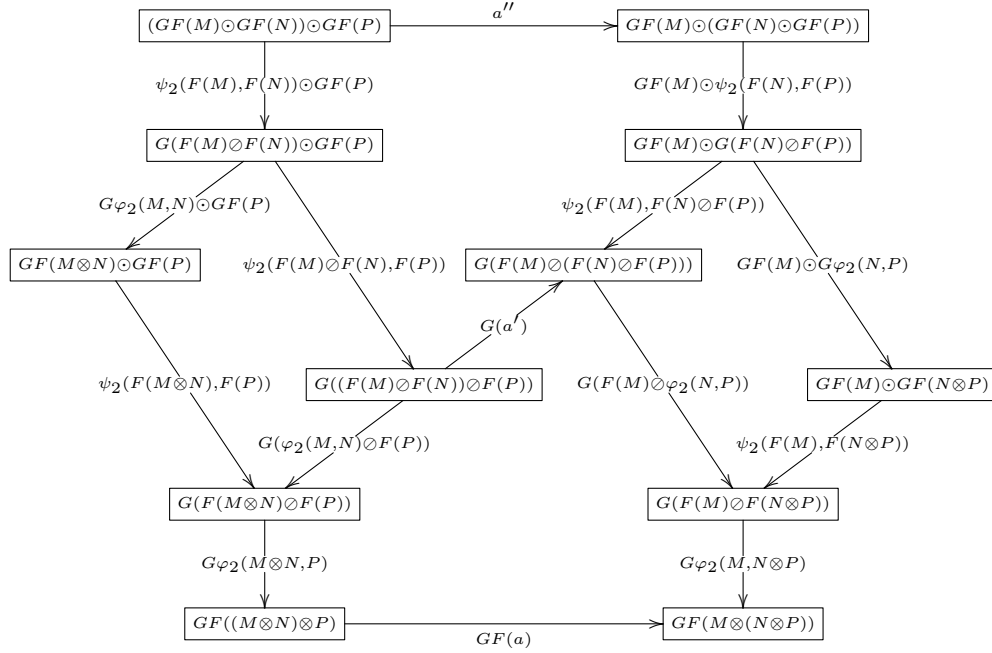 a′′
(GF(M)⊙GF(N))⊙GF(P) GF(M)⊙(GF(N)⊙GF(P))
ψ₂(F(M),F(N))⊙GF(P) GF(M)⊙ψ₂(F(N),F(P))
G(F(M)⊘F(N))⊙GF(P) GF(M)⊙G(F(N)⊘F(P))
Gφ₂(M,N)⊙GF(P) ψ₂(F(M),F(N)⊘F(P))
GF(M⊗N)⊙GF(P) ψ₂(F(M)⊘F(N),F(P)) G(F(M)⊘(F(N)⊘F(P))) GF(M)⊙Gφ₂(N,P)
G(a′)
ψ₂(F(M⊗N),F(P)) G((F(M)⊘F(N))⊘F(P)) G(F(M)⊘φ₂(N,P)) GF(M)⊙GF(N⊗P)
G(φ₂(M,N)⊘F(P)) ψ₂(F(M),F(N⊗P))
G(F(M⊗N)⊘F(P)) G(F(M)⊘F(N⊗P))
Gφ₂(M⊗N,P) Gφ₂(M,N⊗P)
GF((M⊗N)⊗P) GF(M⊗(N⊗P))
GF(a)